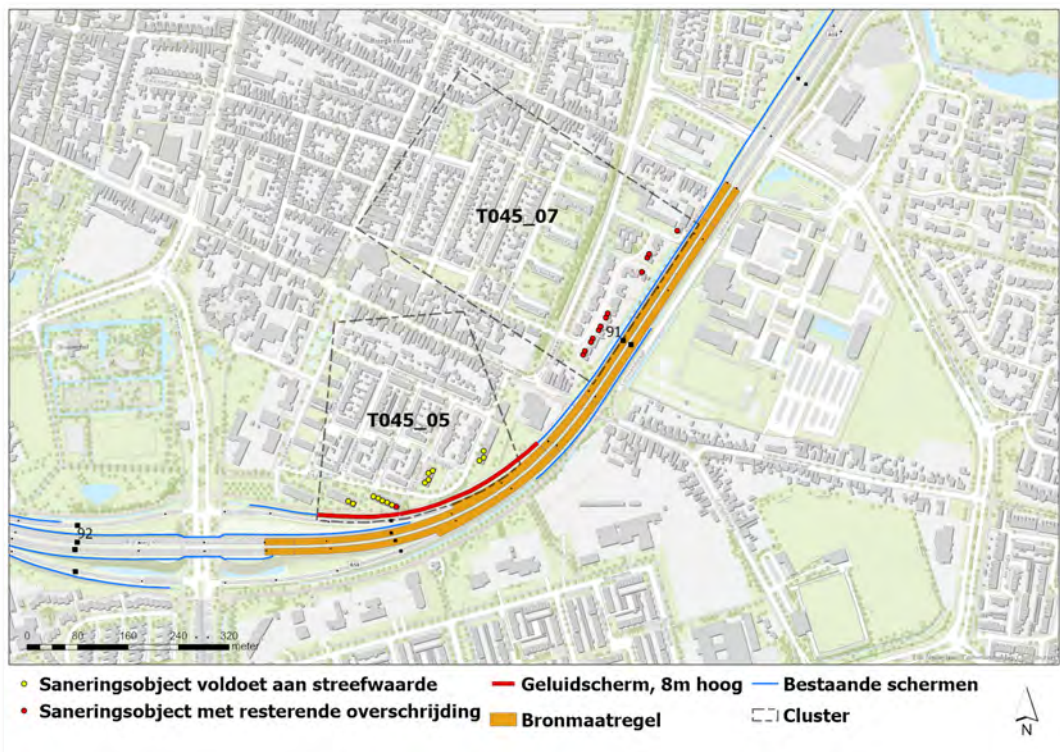 T045_07
91
T045_05
92
0 80 160 240 320
meter
Saneringsobject voldoet aan streefwaarde
Geluidscherm, 8m hoog
Bestaande schermen
Saneringsobject met resterende overschrijding
Bronmaatregel
Cluster
N